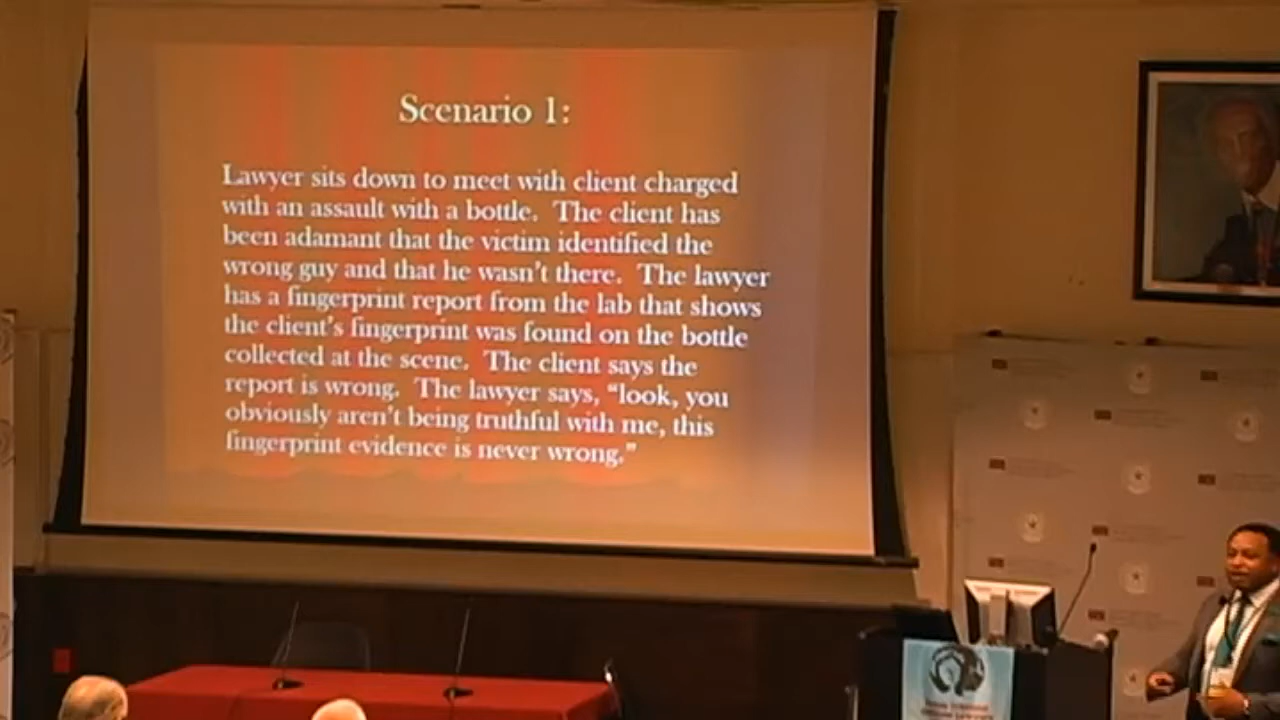 Scenario 1:
Lawyer sits down to meet with client charged
with an assault with a bottle.  The client has
been adamant that the victim identified the
wrong guy and that he wasn't there.  The lawyer
has a fingerprint report from the lab that shows
the client's fingerprint was found on the bottle
collected at the scene.  The client says the
report is wrong.  The lawyer says, “look, you
obviously aren't being truthful with me, this
fingerprint evidence is never wrong.”